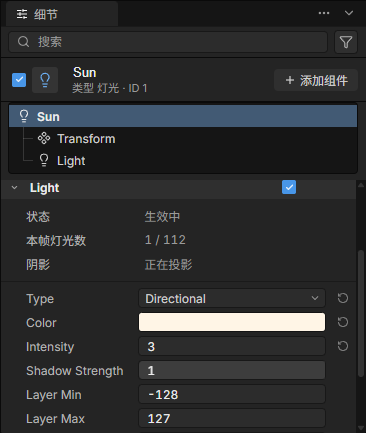 细节
搜索
Sun
类型 灯光 · ID 1
添加组件
Sun
Transform
Light
Light
状态 生效中
本帧灯光数 1 / 112
阴影 正在投影
Type Directional
Color
Intensity 3
Shadow Strength 1
Layer Min -128
Layer Max 127